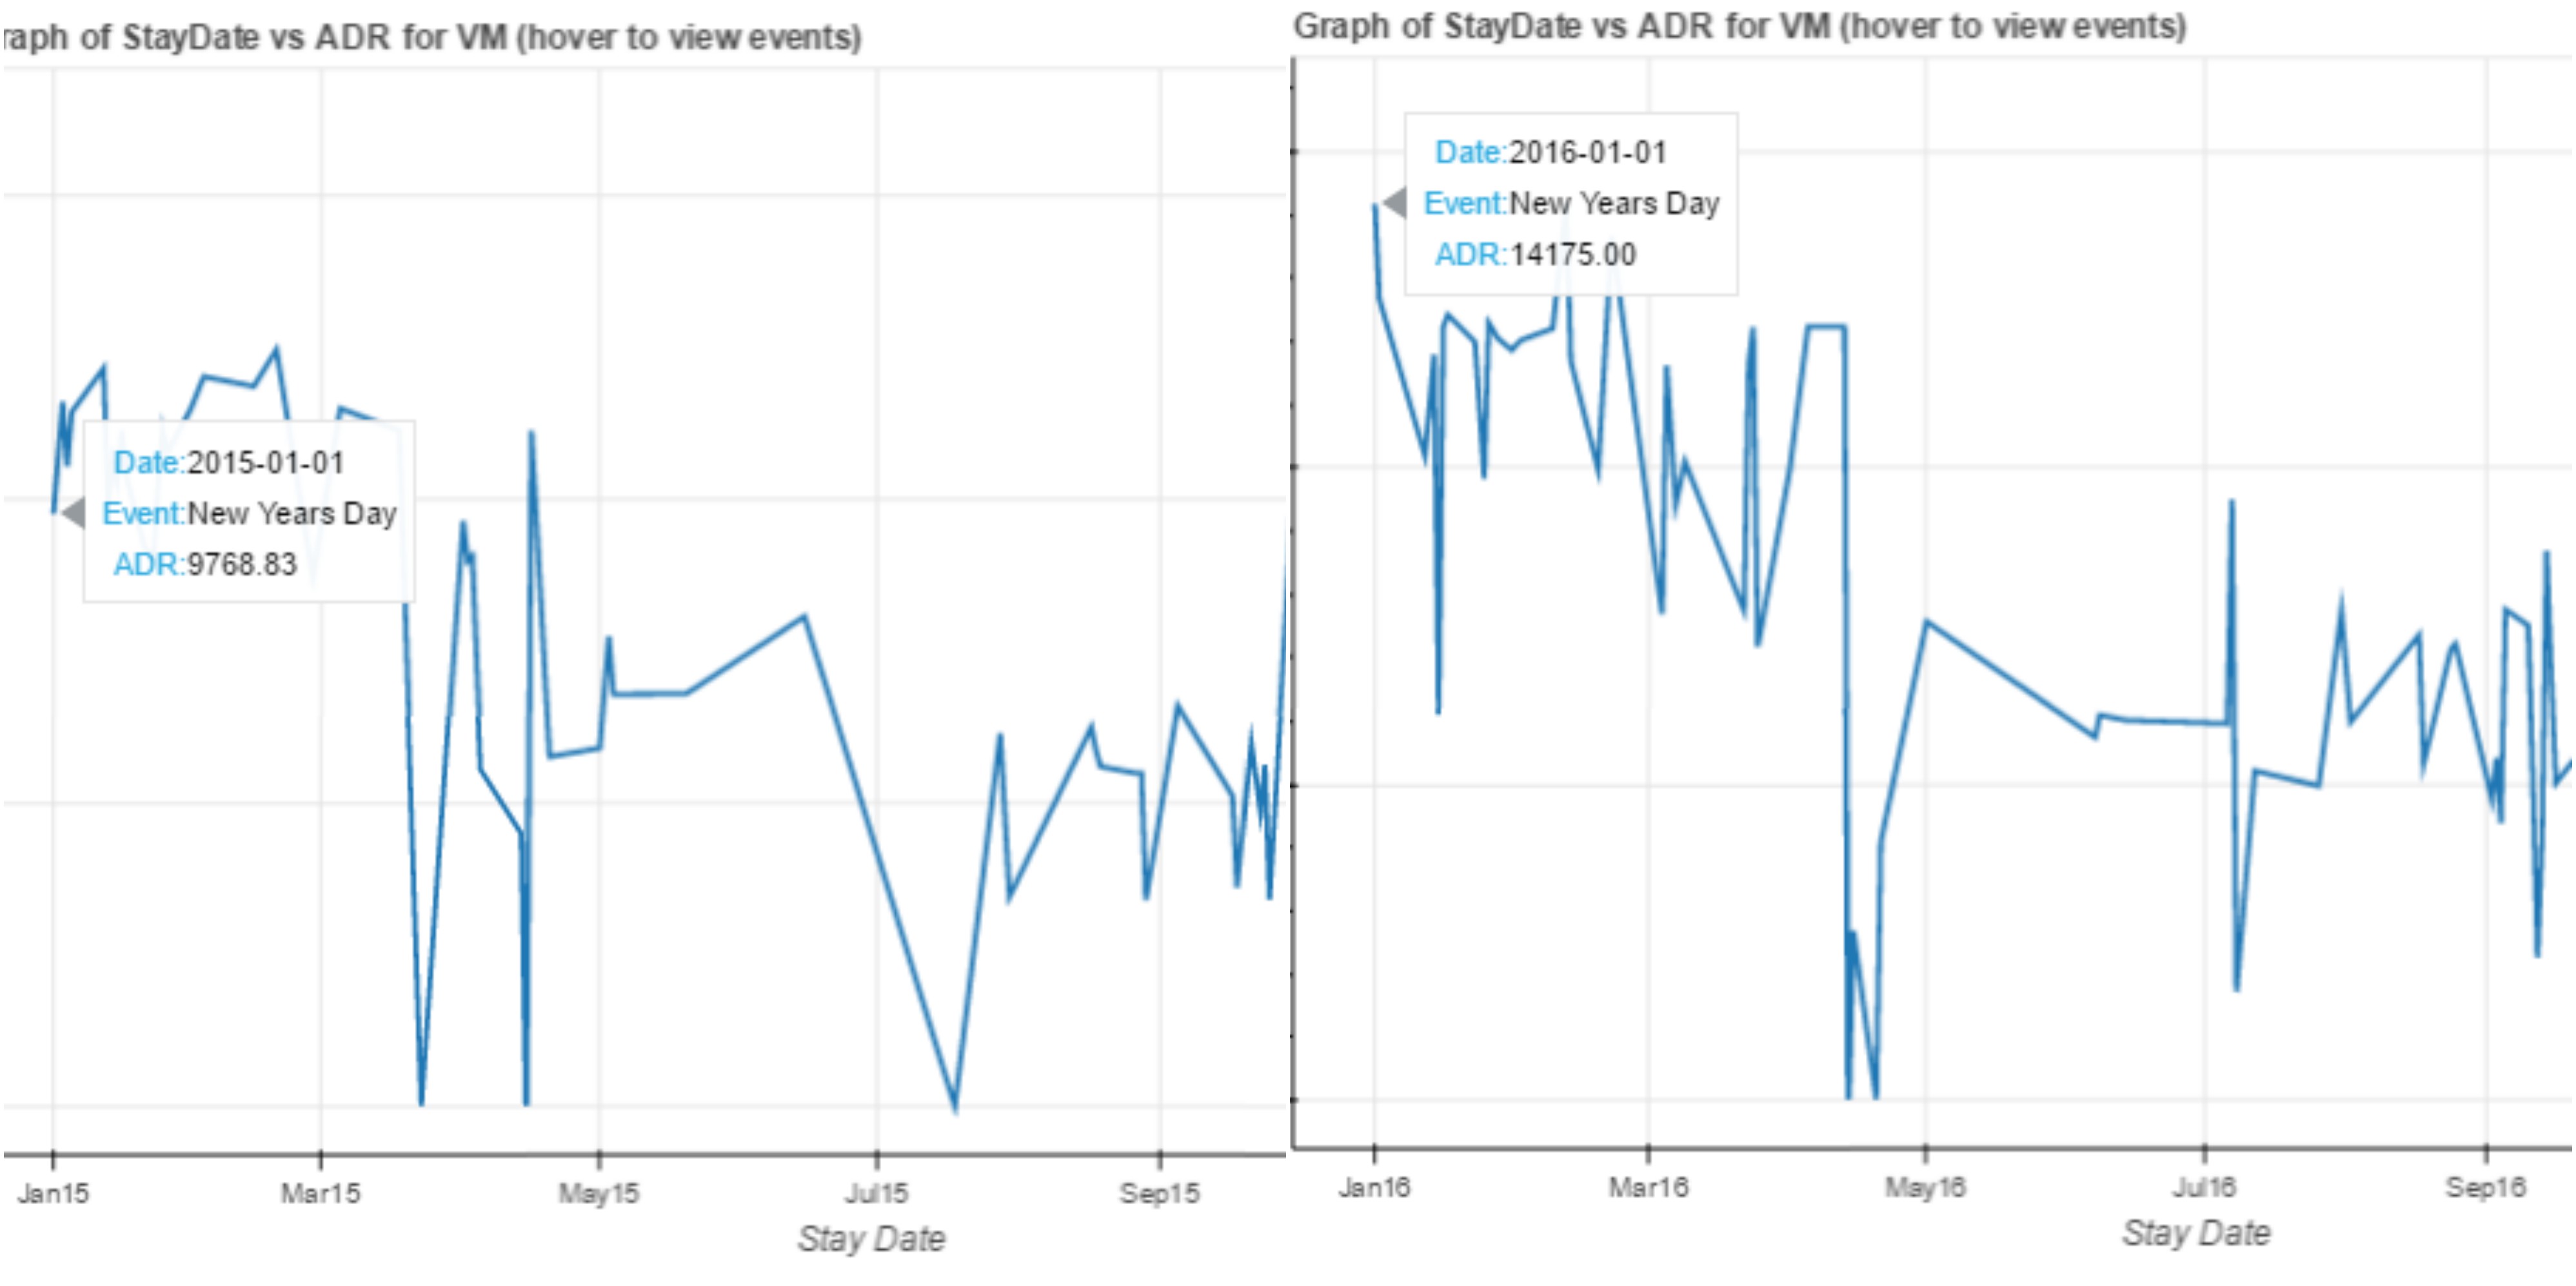 raph of StayDate vs ADR for VM (hover to view events)
Date:2015-01-01
Event:New Years Day
ADR:9768.83
Jan15
Mar15
May15
Jul15
Sep15
Stay Date
Graph of StayDate vs ADR for VM (hover to view events)
Date:2016-01-01
Event:New Years Day
ADR:14175.00
Jan16
Mar16
May16
Jul16
Sep16
Stay Date